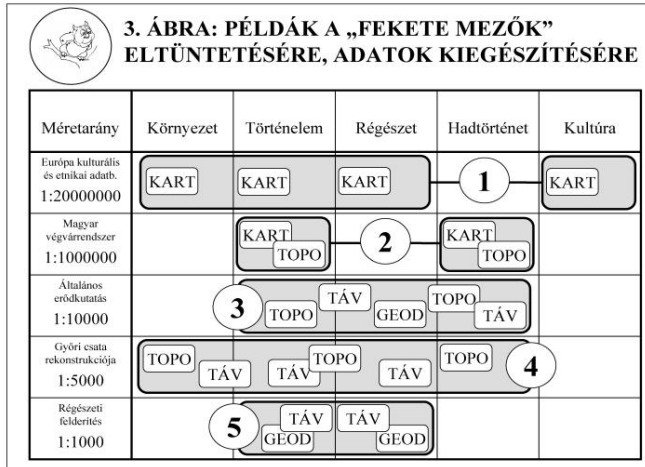 3. ÁBRA: PÉLDÁK A „FEKETE MEZŐK”
ELTÜNTETÉSÉRE, ADATOK KIEGÉSZÍTÉSÉRE
Méretarány Környezet Történelem Régészet Hadtörténet Kultúra
Európa kulturális
és etnikai adatb.
1:20000000
KART KART KART 1 KART
Magyar
végvárrendszer
1:1000000
KART 2 KART
TOPO TOPO
Általános
erődkutatás
1:10000
3 TÁV TOPO
TOPO GEOD TÁV
Győri csata
rekonstrukciója
1:5000
TOPO TOPO TOPO 4
TÁV TÁV TÁV
Régészeti
felderítés
1:1000
5 TÁV TÁV
GEOD GEOD